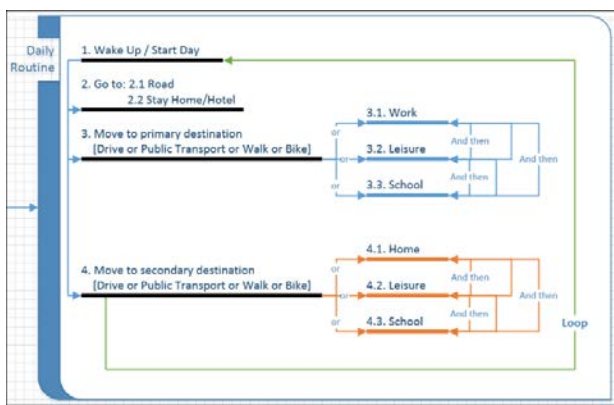 Daily
Routine
1. Wake Up / Start Day
2. Go to: 2.1 Road
2.2 Stay Home/Hotel
3. Move to primary destination
[Drive or Public Transport or Walk or Bike]
or
or
or
3.1. Work
3.2. Leisure
3.3. School
And then
And then
And then
4. Move to secondary destination
[Drive or Public Transport or Walk or Bike]
or
or
or
4.1. Home
4.2. Leisure
4.3. School
And then
And then
And then
Loop